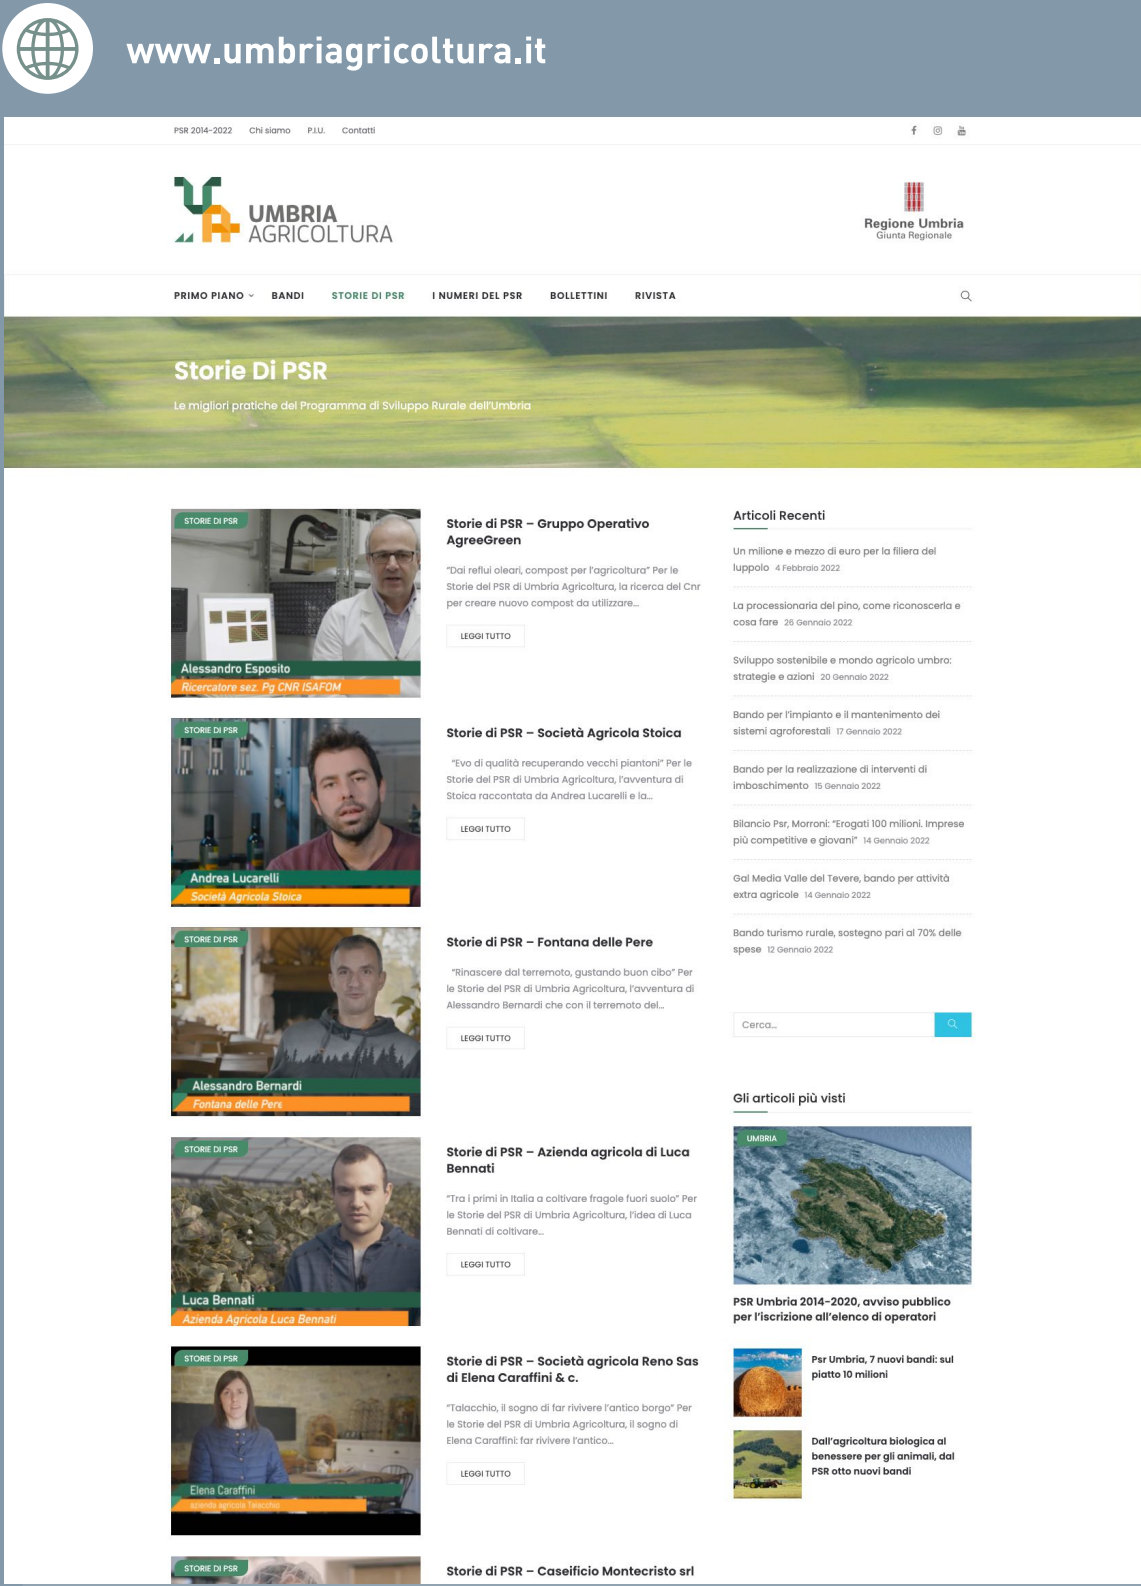 www.umbriagricoltura.it
PSR 2014-2022 Chi siamo P.I.U. Contatti
UMBRIA
AGRICOLTURA
Regione Umbria
Giunta Regionale
PRIMO PIANO BANDI STORIE DI PSR I NUMERI DEL PSR BOLLETTINI RIVISTA
Storie Di PSR
Le migliori pratiche del Programma di Sviluppo Rurale dell'Umbria
STORIE DI PSR
Alessandro Esposito
Ricercatore sez. Pg CNR ISAFOM
Storie di PSR – Gruppo Operativo
AgreeGreen
"Dai reflui oleari, compost per l'agricoltura" Per le
Storie del PSR di Umbria Agricoltura, la ricerca del Cnr
per creare nuovo compost da utilizzare...
LEGGI TUTTO
STORIE DI PSR
Andrea Lucarelli
Società Agricola Stoica
Storie di PSR – Società Agricola Stoica
"Evo di qualità recuperando vecchi piantoni" Per le
Storie del PSR di Umbria Agricoltura, l'avventura di
Stoica raccontata da Andrea Lucarelli e la...
LEGGI TUTTO
STORIE DI PSR
Alessandro Bernardi
Fontana delle Pere
Storie di PSR – Fontana delle Pere
"Rinascere dal terremoto, gustando buon cibo" Per
le Storie del PSR di Umbria Agricoltura, l'avventura di
Alessandro Bernardi che con il terremoto del...
LEGGI TUTTO
STORIE DI PSR
Luca Bennati
Azienda Agricola Luca Bennati
Storie di PSR – Azienda agricola di Luca
Bennati
"Tra i primi in Italia a coltivare fragole fuori suolo" Per
le Storie del PSR di Umbria Agricoltura, l'idea di Luca
Bennati di coltivare...
LEGGI TUTTO
STORIE DI PSR
Elena Caraffini
azienda agricola Talacchio
Storie di PSR – Società agricola Reno Sas
di Elena Caraffini & c.
"Talacchio, il sogno di far rivivere l'antico borgo" Per
le Storie del PSR di Umbria Agricoltura, il sogno di
Elena Caraffini: far rivivere l'antico...
LEGGI TUTTO
STORIE DI PSR
Storie di PSR – Caseificio Montecristo srl
Articoli Recenti
Un milione e mezzo di euro per la filiera del
luppolo 4 Febbraio 2022
La processionaria del pino, come riconoscerla e
cosa fare 26 Gennaio 2022
Sviluppo sostenibile e mondo agricolo umbro:
strategie e azioni 20 Gennaio 2022
Bando per l'impianto e il mantenimento dei
sistemi agroforestali 17 Gennaio 2022
Bando per la realizzazione di interventi di
imboschimento 15 Gennaio 2022
Bilancio Psr, Morroni: "Erogati 100 milioni. Imprese
più competitive e giovani" 14 Gennaio 2022
Gal Media Valle del Tevere, bando per attività
extra agricole 14 Gennaio 2022
Bando turismo rurale, sostegno pari al 70% delle
spese 12 Gennaio 2022
Cerca...
Gli articoli più visti
UMBRIA
PSR Umbria 2014-2020, avviso pubblico
per l'iscrizione all'elenco di operatori
Psr Umbria, 7 nuovi bandi: sul
piatto 10 milioni
Dall'agricoltura biologica al
benessere per gli animali, dal
PSR otto nuovi bandi